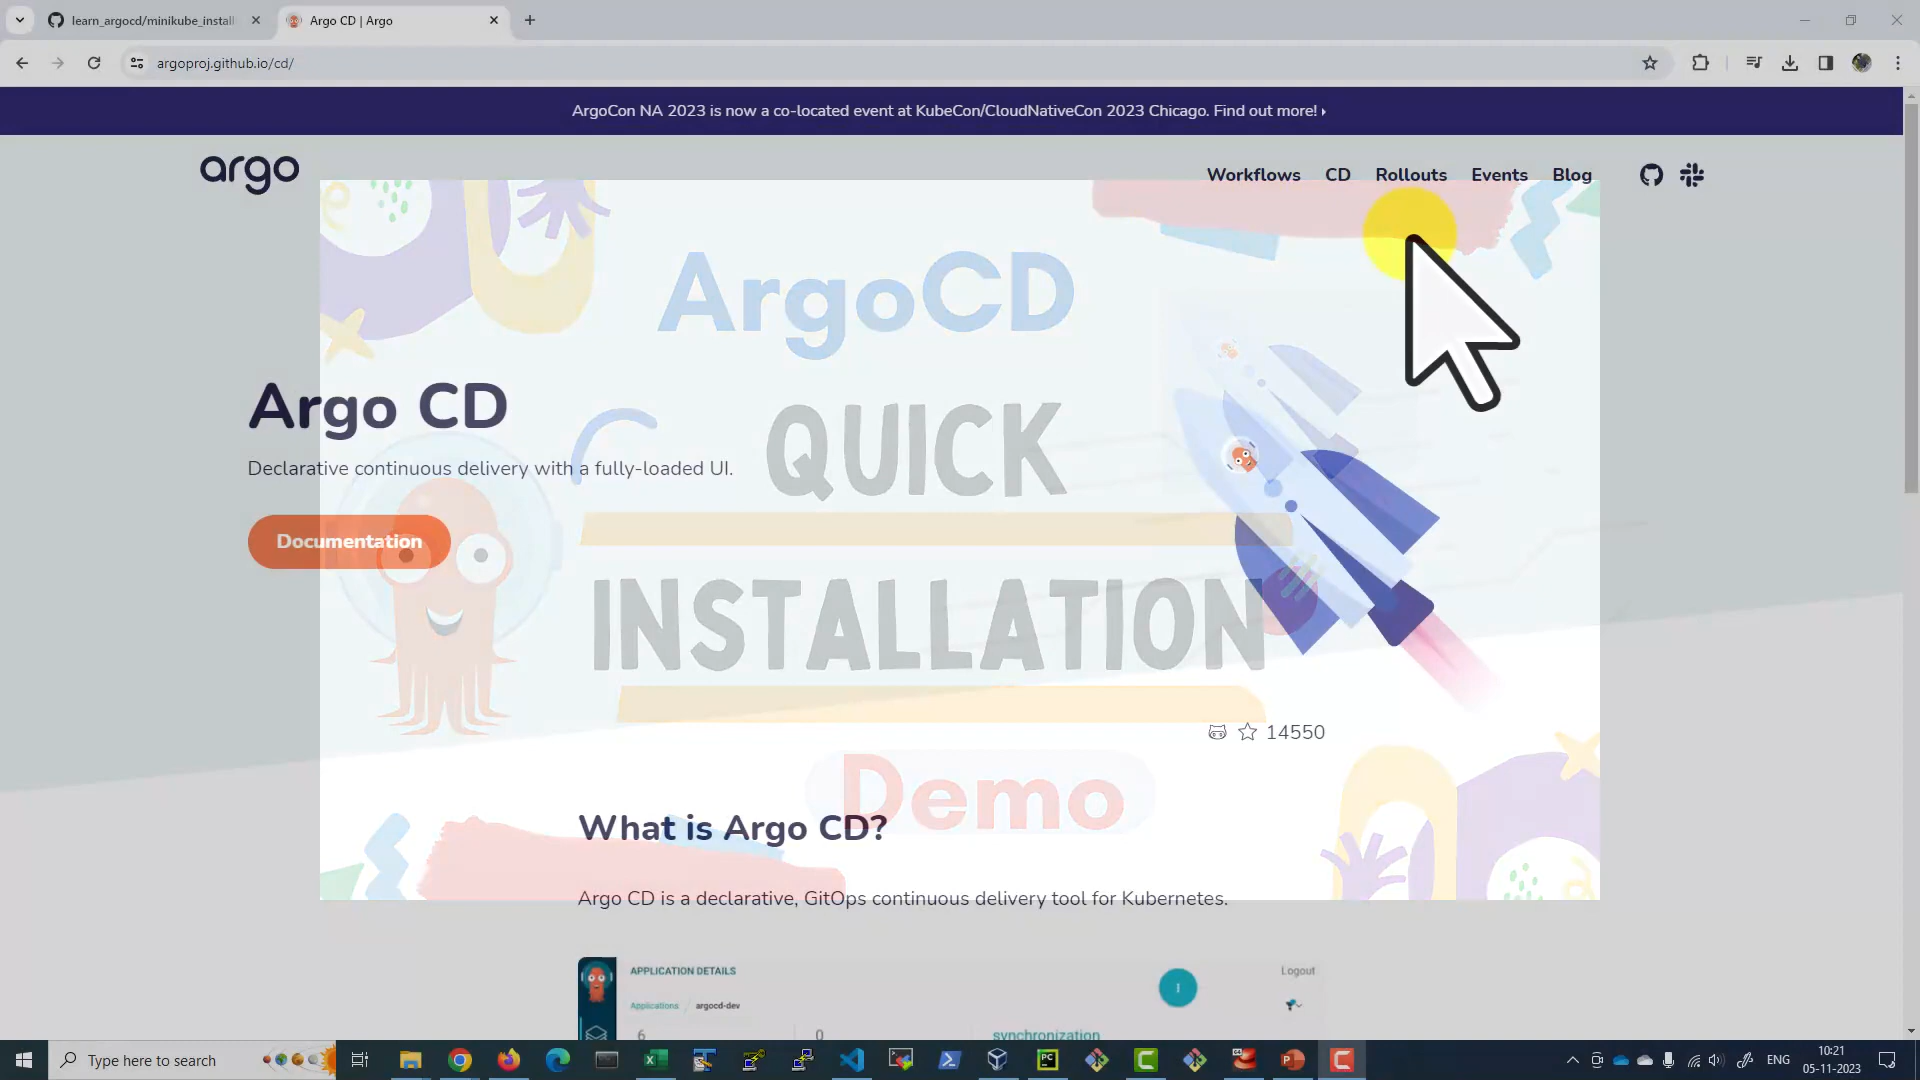 learn_argocd/minikube_install
Argo CD | Argo
argoproj.github.io/cd/
ArgoCon NA 2023 is now a co-located event at KubeCon/CloudNativeCon 2023 Chicago. Find out more!
argo
Workflows
CD
Rollouts
Events
Blog
ArgoCD
QUICK
INSTALLATION
Demo
Argo CD
Declarative continuous delivery with a fully-loaded UI.
Documentation
14550
What is Argo CD?
Argo CD is a declarative, GitOps continuous delivery tool for Kubernetes.
APPLICATION DETAILS
Logout
Applications / argocd-dev
6
0
synchronization
Type here to search
ENG
10:21
05-11-2023